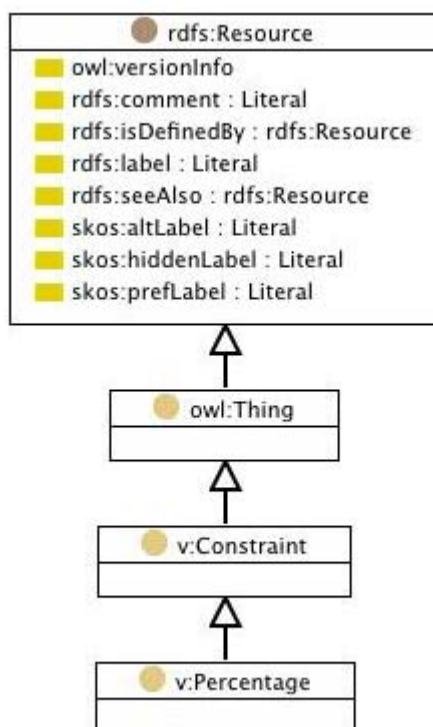 rdfs:Resource
owl:versionInfo
rdfs:comment : Literal
rdfs:isDefinedBy : rdfs:Resource
rdfs:label : Literal
rdfs:seeAlso : rdfs:Resource
skos:altLabel : Literal
skos:hiddenLabel : Literal
skos:prefLabel : Literal
owl:Thing
v:Constraint
v:Percentage